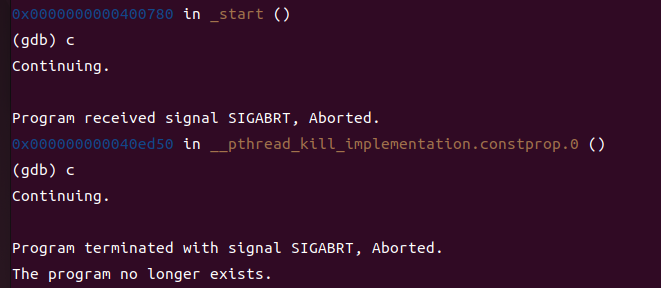 0x0000000000400780 in _start ()
(gdb) c
Continuing.
Program received signal SIGABRT, Aborted.
0x000000000040ed50 in __pthread_kill_implementation.constprop.0 ()
(gdb) c
Continuing.
Program terminated with signal SIGABRT, Aborted.
The program no longer exists.